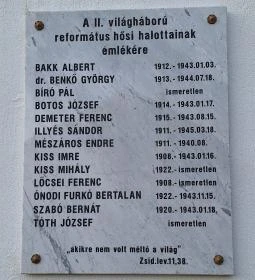 A II. világháború
református hősi halottainak
emlékére
BAKK ALBERT 1912.-1943.01.03.
dr. BENKŐ GYÖRGY 1913.-1944.07.18.
BÍRÓ PÁL ismeretlen
BOTOS JÓZSEF 1914.-1943.01.17.
DEMETER FERENC 1915.-1943.08.15.
ILLYÉS SÁNDOR 1911.-1945.03.18.
MÉSZÁROS ENDRE 1911.-1940.08.
KISS IMRE 1908.-1943.01.16.
KISS MIHÁLY 1922.-ismeretlen
LŐCSEI FERENC 1908.-ismeretlen
ÓNODI FURKÓ BERTALAN 1922.-1943.11.15.
SZABÓ BERNÁT 1920.-1943.01.18.
TÓTH JÓZSEF ismeretlen
„akikre nem volt méltó a világ"
Zsid.lev.11,38.